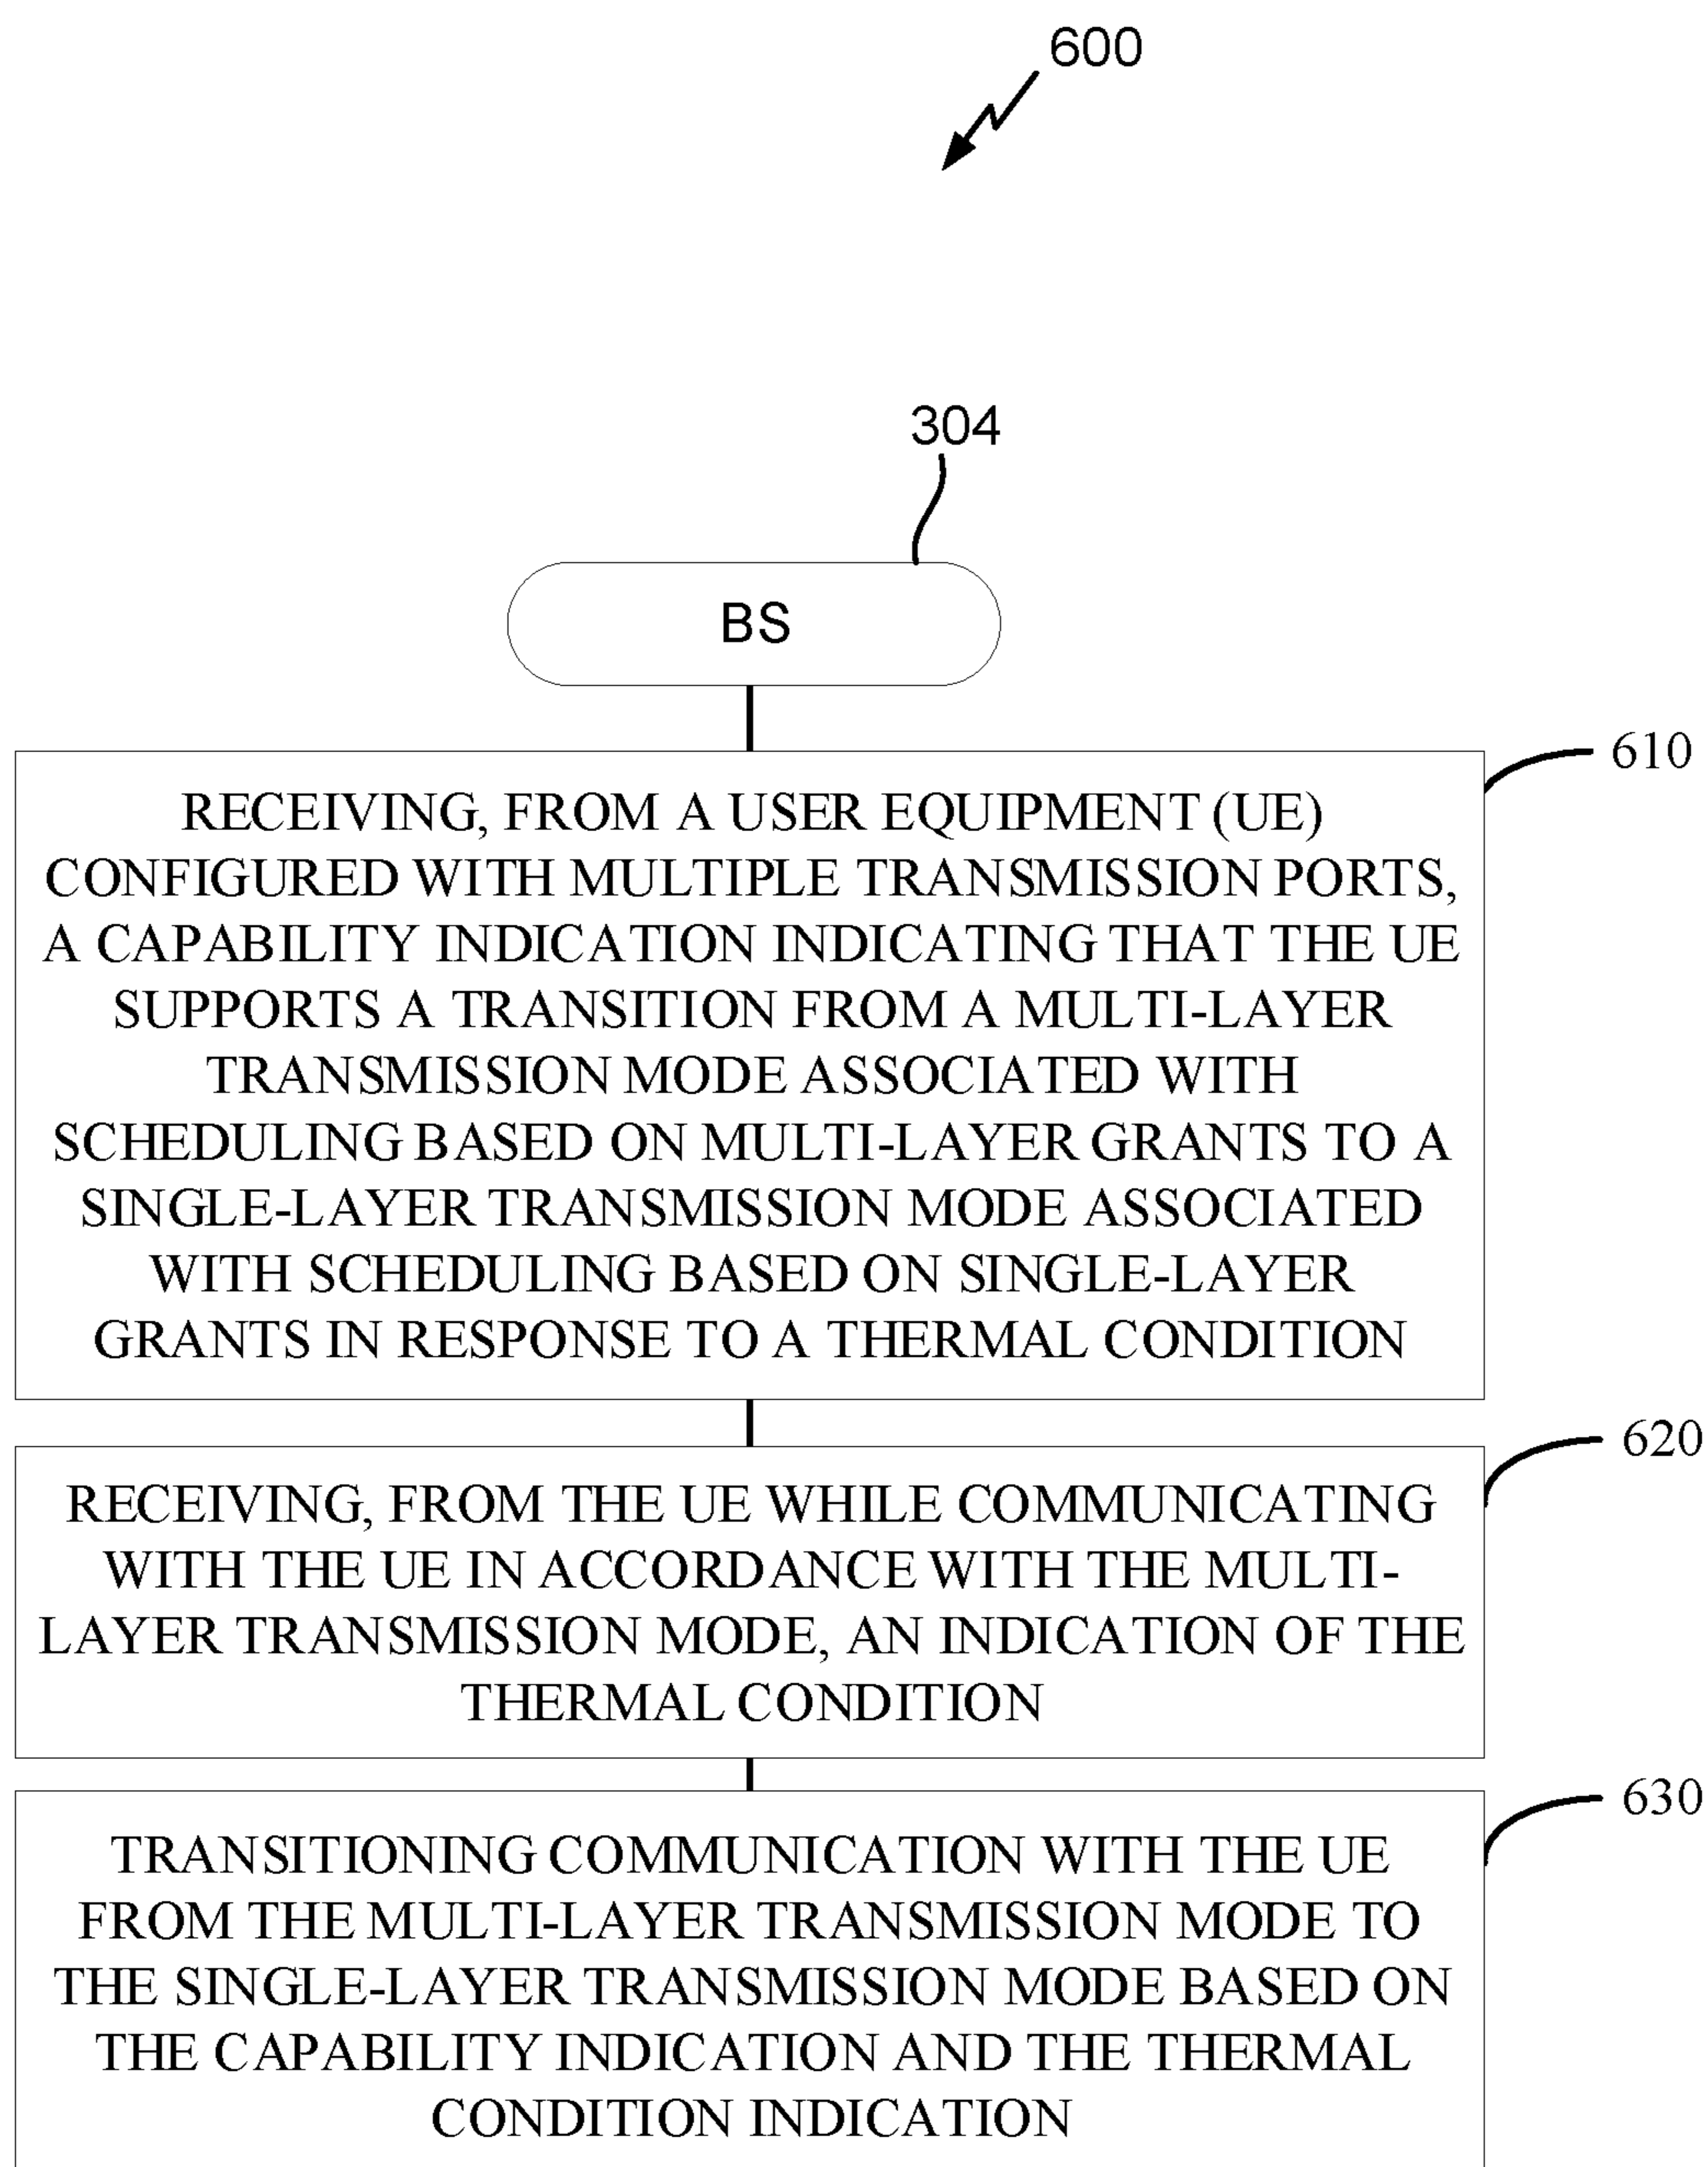 600
304
BS
610
RECEIVING, FROM A USER EQUIPMENT (UE)
CONFIGURED WITH MULTIPLE TRANSMISSION PORTS,
A CAPABILITY INDICATION INDICATING THAT THE UE
SUPPORTS A TRANSITION FROM A MULTI-LAYER
TRANSMISSION MODE ASSOCIATED WITH
SCHEDULING BASED ON MULTI-LAYER GRANTS TO A
SINGLE-LAYER TRANSMISSION MODE ASSOCIATED
WITH SCHEDULING BASED ON SINGLE-LAYER
GRANTS IN RESPONSE TO A THERMAL CONDITION
620
RECEIVING, FROM THE UE WHILE COMMUNICATING
WITH THE UE IN ACCORDANCE WITH THE MULTI-
LAYER TRANSMISSION MODE, AN INDICATION OF THE
THERMAL CONDITION
630
TRANSITIONING COMMUNICATION WITH THE UE
FROM THE MULTI-LAYER TRANSMISSION MODE TO
THE SINGLE-LAYER TRANSMISSION MODE BASED ON
THE CAPABILITY INDICATION AND THE THERMAL
CONDITION INDICATION